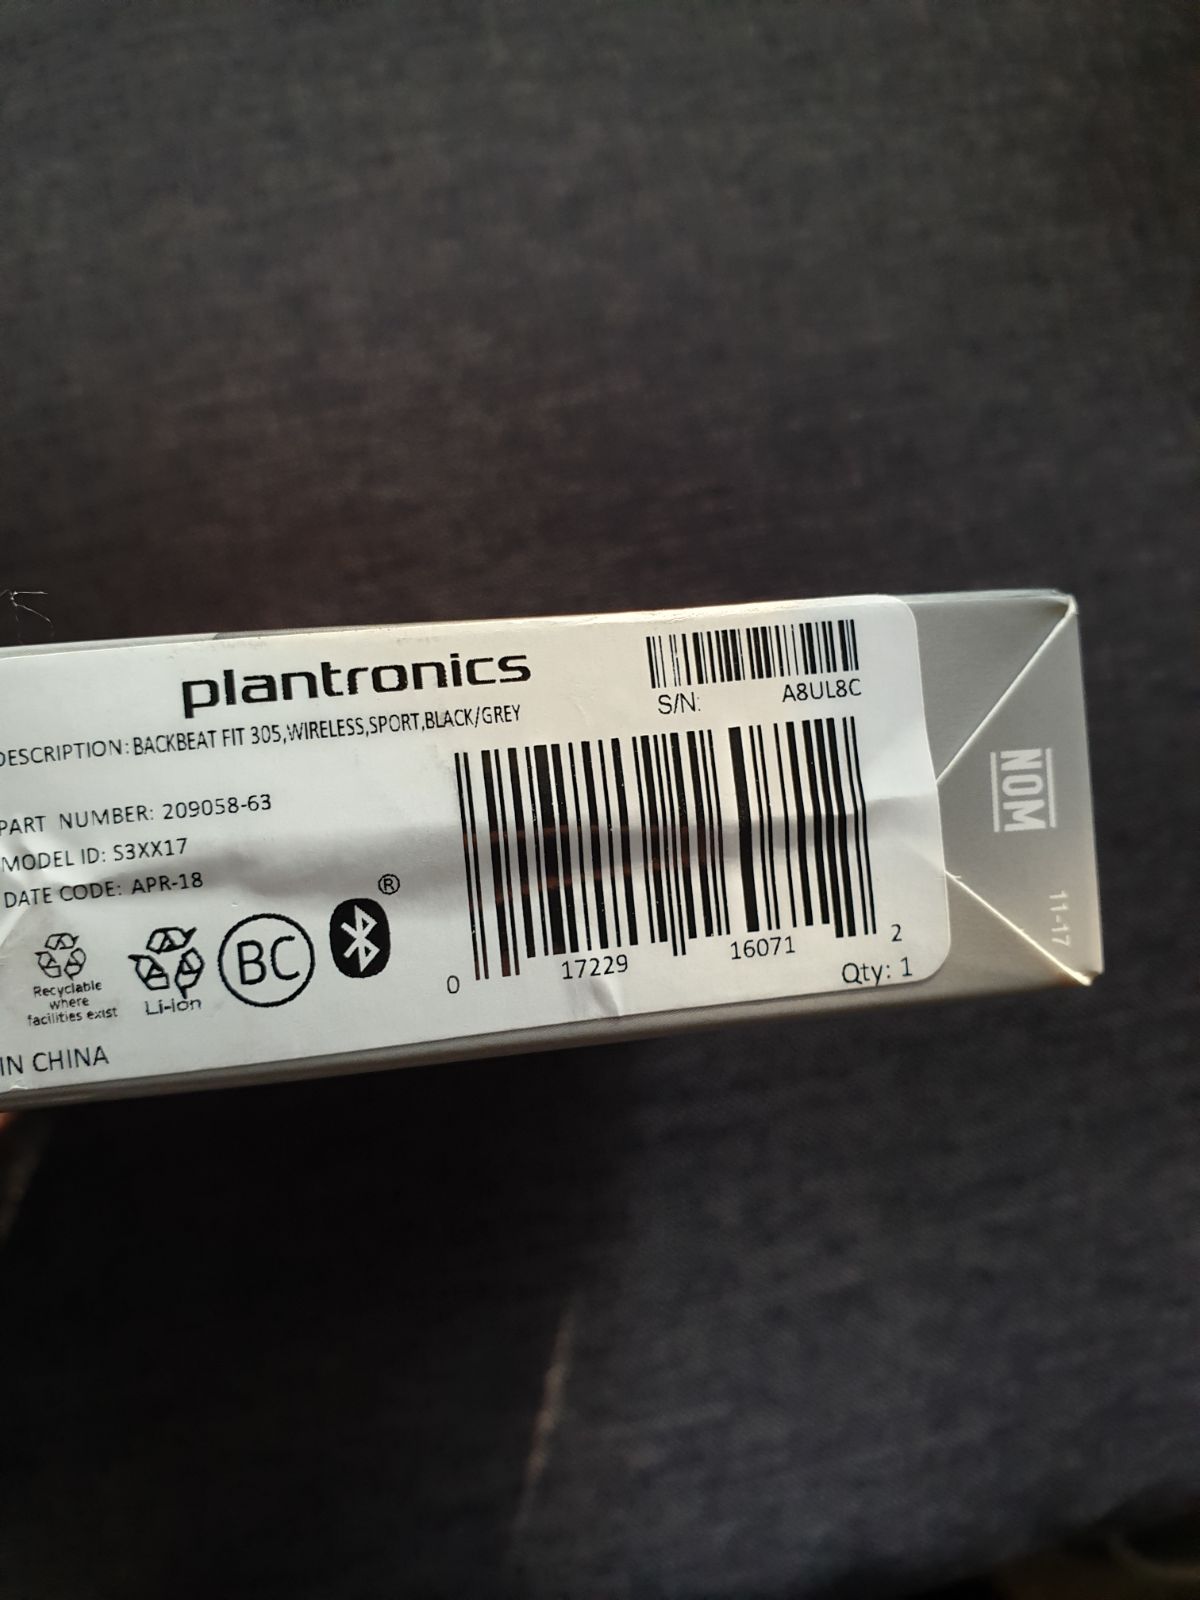 plantronics
S/N: A8UL8C
DESCRIPTION: BACKBEAT FIT 305,WIRELESS,SPORT,BLACK/GREY
PART NUMBER: 209058-63
MODEL ID: S3XX17
DATE CODE: APR-18
®
BC
Recyclable
where
facilities exist
Li-ion
0 17229 16071 2
Qty: 1
IN CHINA
NOM
11-17